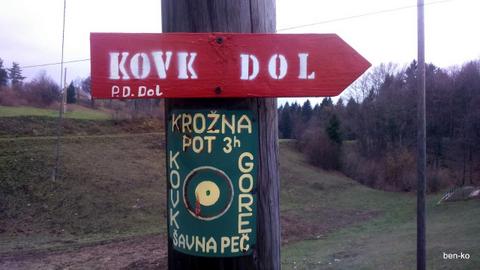 KOVK DOL
P.D. Dol
KROŽNA
POT 3h
KOVK
GORE
ŠAVNA PEČ
ben-ko